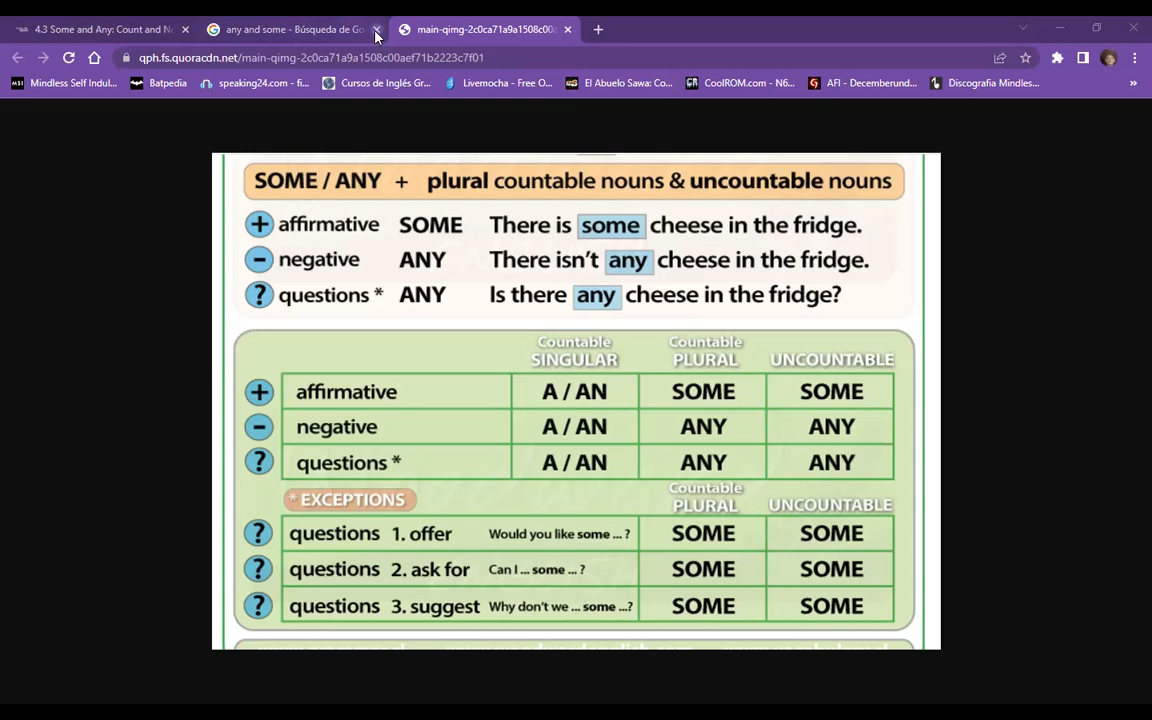 4.3 Some and Any: Count and No
any and some - Búsqueda de Go
main-qimg-2c0ca71a9a1508c00a
qph.fs.quoracdn.net/main-qimg-2c0ca71a9a1508c00aef71b2223c7f01
Mindless Self Indul... Batpedia speaking24.com - fi... Cursos de Inglés Gr... Livemocha - Free O... El Abuelo Sawa: Co... CoolROM.com - N6... AFI - Decemberund... Discografia Mindles... »
SOME / ANY + plural countable nouns & uncountable nouns
+ affirmative SOME There is some cheese in the fridge.
- negative ANY There isn't any cheese in the fridge.
? questions * ANY Is there any cheese in the fridge?
Countable SINGULAR Countable PLURAL UNCOUNTABLE
+ affirmative A / AN SOME SOME
- negative A / AN ANY ANY
? questions * A / AN ANY ANY
* EXCEPTIONS Countable PLURAL UNCOUNTABLE
? questions 1. offer Would you like some ... ? SOME SOME
? questions 2. ask for Can I ... some ... ? SOME SOME
? questions 3. suggest Why don't we ... some ...? SOME SOME